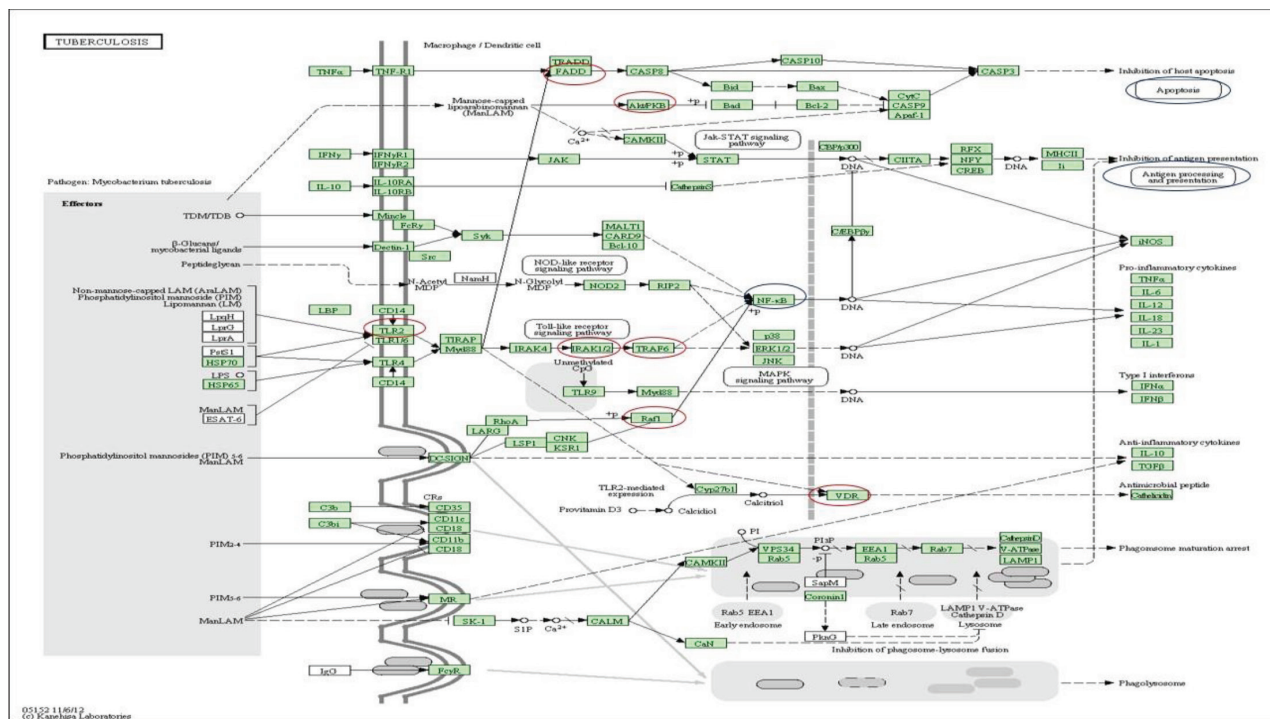 TUBERCULOSIS
Macrophage / Dendritic cell
TNFα
TNF-R1
TRADD
FADD
CASP8
CASP10
CASP3
Inhibition of host apoptosis
Apoptosis
Bid
Bax
CytC
CASP9
Apaf-1
Mannose-capped
lipoarabinomannan (ManLAM)
Akt/PKB
+p
Bad
Bcl-2
Ca2+
CAMKII
Jak-STAT signaling
pathway
IFNγ
IFNγR1
IFNγR2
JAK
+p
+p
STAT
CBP/p300
DNA
CIITA
RFX
NFY
CREB
DNA
MHCII
Ii
Inhibition of antigen presentation
Antigen processing
and presentation
Pathogen: Mycobacterium tuberculosis
IL-10
IL-10RA
IL-10RB
CathepsinS
Effectors
TDM/TDB
Mincle
FcRγ
Syk
MALT1
CARD9
Bcl-10
C/EBPβγ
iNOS
β-Glucans/
mycobacterial ligands
Dectin-1
Src
Peptideglycan
N-Acetyl
MDP
NamH
N-Glycolyl
MDP
NOD-like receptor
signaling pathway
NOD2
RIP2
NF-κB
+p
DNA
Pro-inflammatory cytokines
TNFα
IL-6
IL-12
IL-18
IL-23
IL-1
Non-mannose-capped LAM (AraLAM)
Phosphatidylinositol mannoside (PIM)
Lipomannan (LM)
LpqH
LprG
LprA
PstS1
HSP70
LPS
HSP65
ManLAM
ESAT-6
LBP
CD14
TLR2
TLR1/6
TLR4
CD14
TIRAP
Myd88
Toll-like receptor
signaling pathway
IRAK4
IRAK1/2
TRAF6
p38
ERK1/2
JNK
DNA
MAPK
signaling pathway
Unmethylated
CpG
TLR9
Myd88
DNA
Type I interferons
IFNα
IFNβ
RhoA
LARG
+p
Raf1
LSP1
CNK
KSR1
Phosphatidylinositol mannosides (PIM) 5-6
ManLAM
DC-SIGN
Anti-inflammatory cytokines
IL-10
TGFβ
TLR2-mediated
expression
Cyp27b1
Calcitriol
Provitamin D3
Calcidiol
VDR
Antimicrobial peptide
Cathelicidin
CRs
C3b
CD35
C3bi
CD11c
CD18
CD11b
CD18
PIM2-4
PI
CAMKII
VPS34
Rab5
PI3P
-p
EEA1
Rab5
Rab7
CathepsinD
V-ATPase
LAMP1
Phagomsome maturation arrest
SapM
Coronin1
PIM5-6
MR
ManLAM
SK-1
S1P
Ca2+
CALM
CaN
Rab5 EEA1
Early endosome
PknG
Rab7
Late endosome
LAMP1 V-ATPase
Cathepsin D
Lysosome
Inhibition of phagosome-lysosome fusion
IgG
FcγR
Phagolysosome
05152 11/6/12
(c) Kanehisa Laboratories